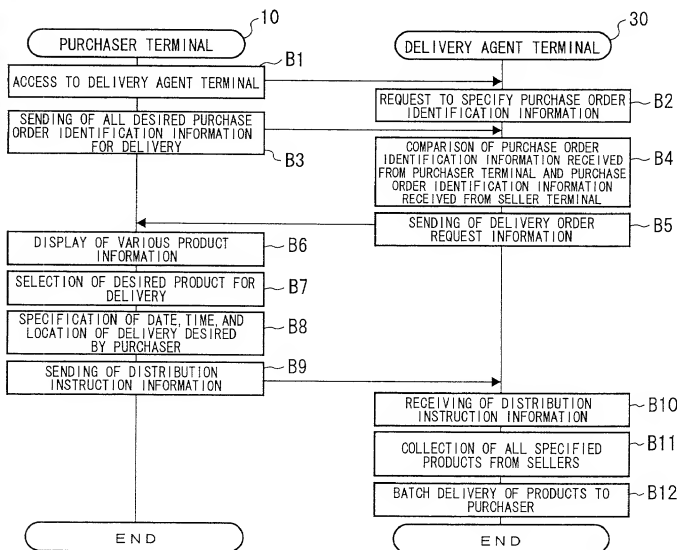 10
PURCHASER TERMINAL
30
DELIVERY AGENT TERMINAL
B1
ACCESS TO DELIVERY AGENT TERMINAL
REQUEST TO SPECIFY PURCHASE ORDER
IDENTIFICATION INFORMATION
B2
SENDING OF ALL DESIRED PURCHASE
ORDER IDENTIFICATION INFORMATION
FOR DELIVERY
B3
COMPARISON OF PURCHASE ORDER
IDENTIFICATION INFORMATION RECEIVED
FROM PURCHASER TERMINAL AND PURCHASE
ORDER IDENTIFICATION INFORMATION
RECEIVED FROM SELLER TERMINAL
B4
SENDING OF DELIVERY ORDER
REQUEST INFORMATION
B5
DISPLAY OF VARIOUS PRODUCT
INFORMATION
B6
SELECTION OF DESIRED PRODUCT FOR
DELIVERY
B7
SPECIFICATION OF DATE, TIME, AND
LOCATION OF DELIVERY DESIRED
BY PURCHASER
B8
SENDING OF DISTRIBUTION
INSTRUCTION INFORMATION
B9
RECEIVING OF DISTRIBUTION
INSTRUCTION INFORMATION
B10
COLLECTION OF ALL SPECIFIED
PRODUCTS FROM SELLERS
B11
BATCH DELIVERY OF PRODUCTS TO
PURCHASER
B12
END
END